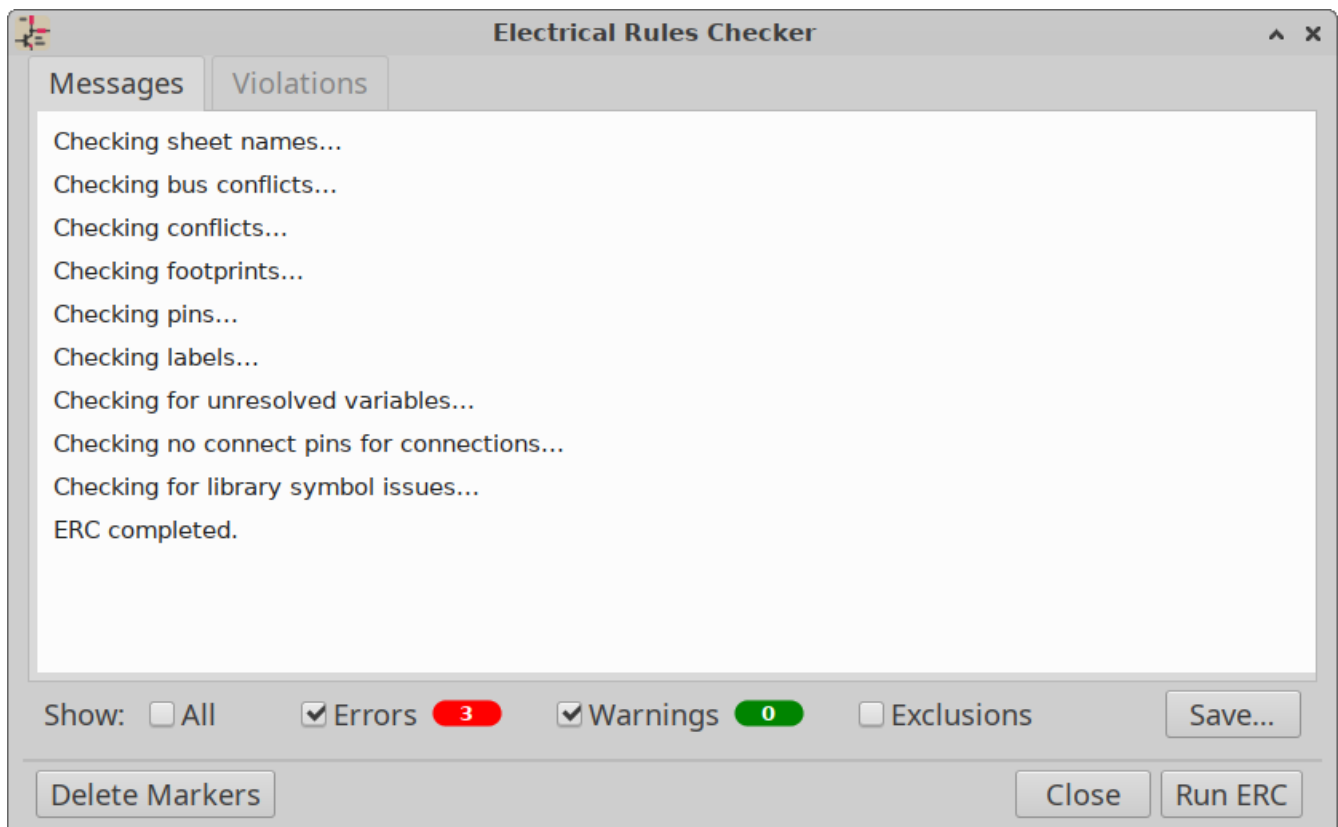 Electrical Rules Checker
Messages Violations
Checking sheet names...
Checking bus conflicts...
Checking conflicts...
Checking footprints...
Checking pins...
Checking labels...
Checking for unresolved variables...
Checking no connect pins for connections...
Checking for library symbol issues...
ERC completed.
Show: All Errors 3 Warnings 0 Exclusions Save...
Delete Markers Close Run ERC